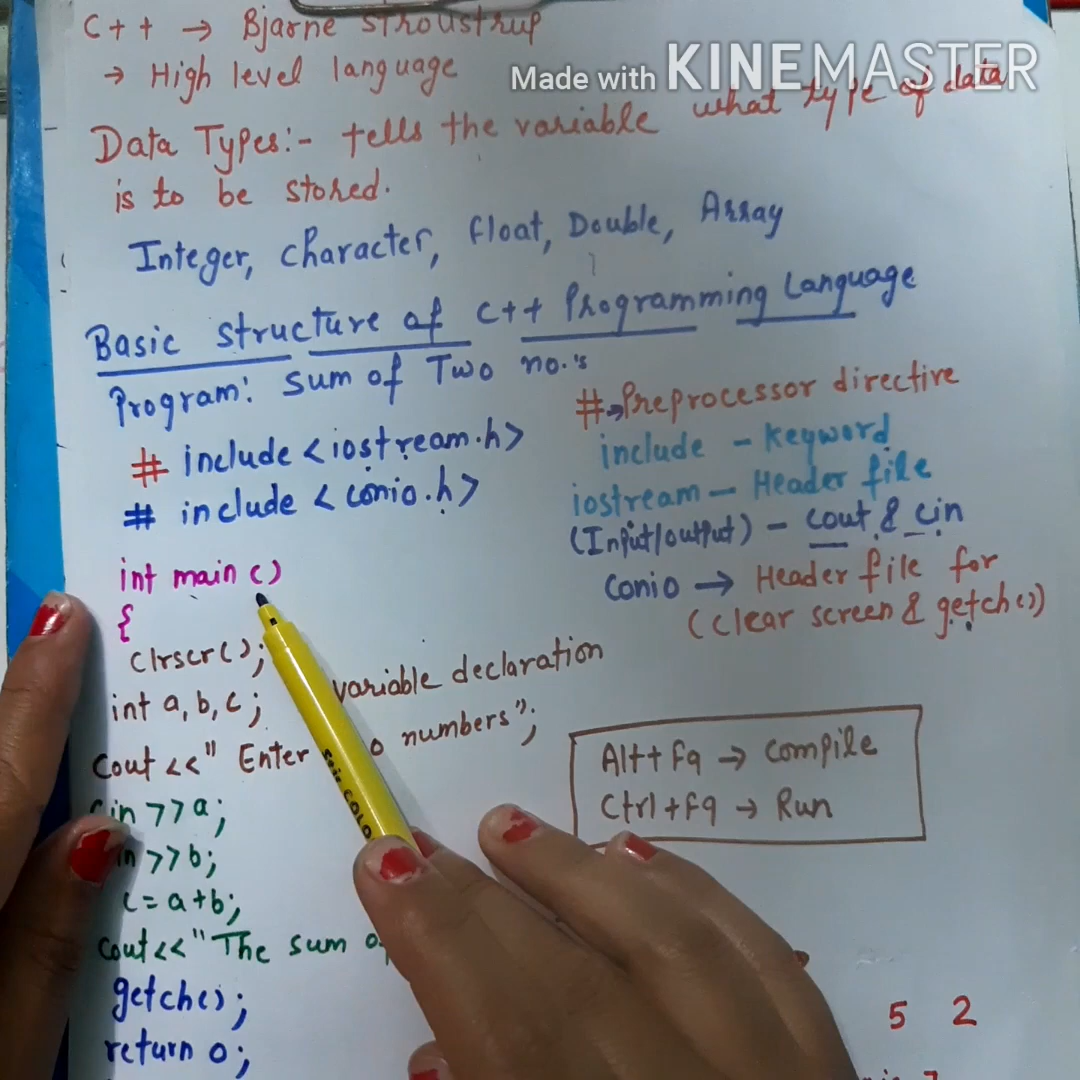 C++ → Bjarne Stroustrup
→ High level language
Made with KINEMASTER
Data Types:- tells the variable what type of data
is to be stored.
Integer, character, float, Double, Array
Basic structure of C++ Programming Language
Program: Sum of Two no.'s
# include <iostream.h>
# include <conio.h>
int main ()
{
clrscr();
int a, b, c;
variable declaration
cout <<" Enter o numbers";
cin >>a;
in >>b;
c = a+b;
cout<<"The sum o
getch();
return 0;
#→Preprocessor directive
include - keyword
iostream - Header file
(Input/output) - cout & cin
conio → Header file for
(clear screen & getch())
Alt+F9 → compile
Ctrl+F9 → Run
5 2